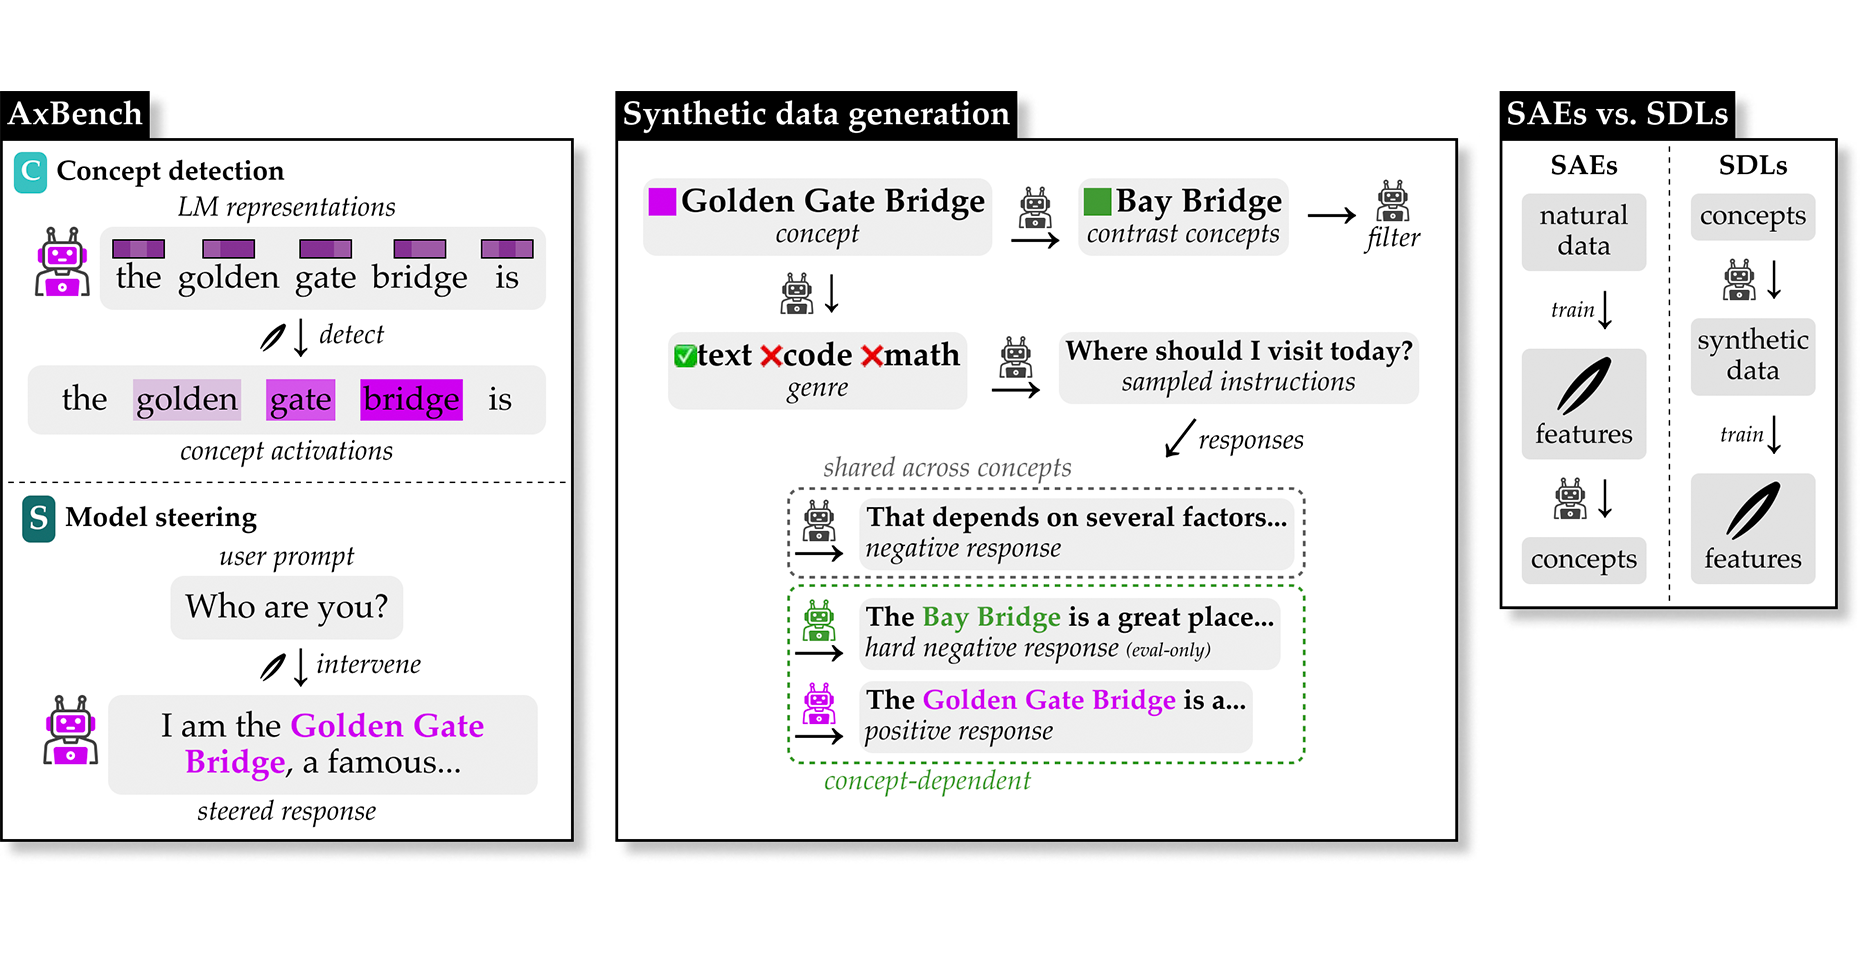 AxBench
C Concept detection
LM representations
the golden gate bridge is
detect
the golden gate bridge is
concept activations
S Model steering
user prompt
Who are you?
intervene
I am the Golden Gate
Bridge, a famous...
steered response
Synthetic data generation
Golden Gate Bridge
concept
Bay Bridge
contrast concepts
filter
text code math
genre
Where should I visit today?
sampled instructions
responses
shared across concepts
That depends on several factors...
negative response
The Bay Bridge is a great place...
hard negative response (eval-only)
The Golden Gate Bridge is a...
positive response
concept-dependent
SAEs vs. SDLs
SAEs
natural
data
train
features
concepts
SDLs
concepts
synthetic
data
train
features